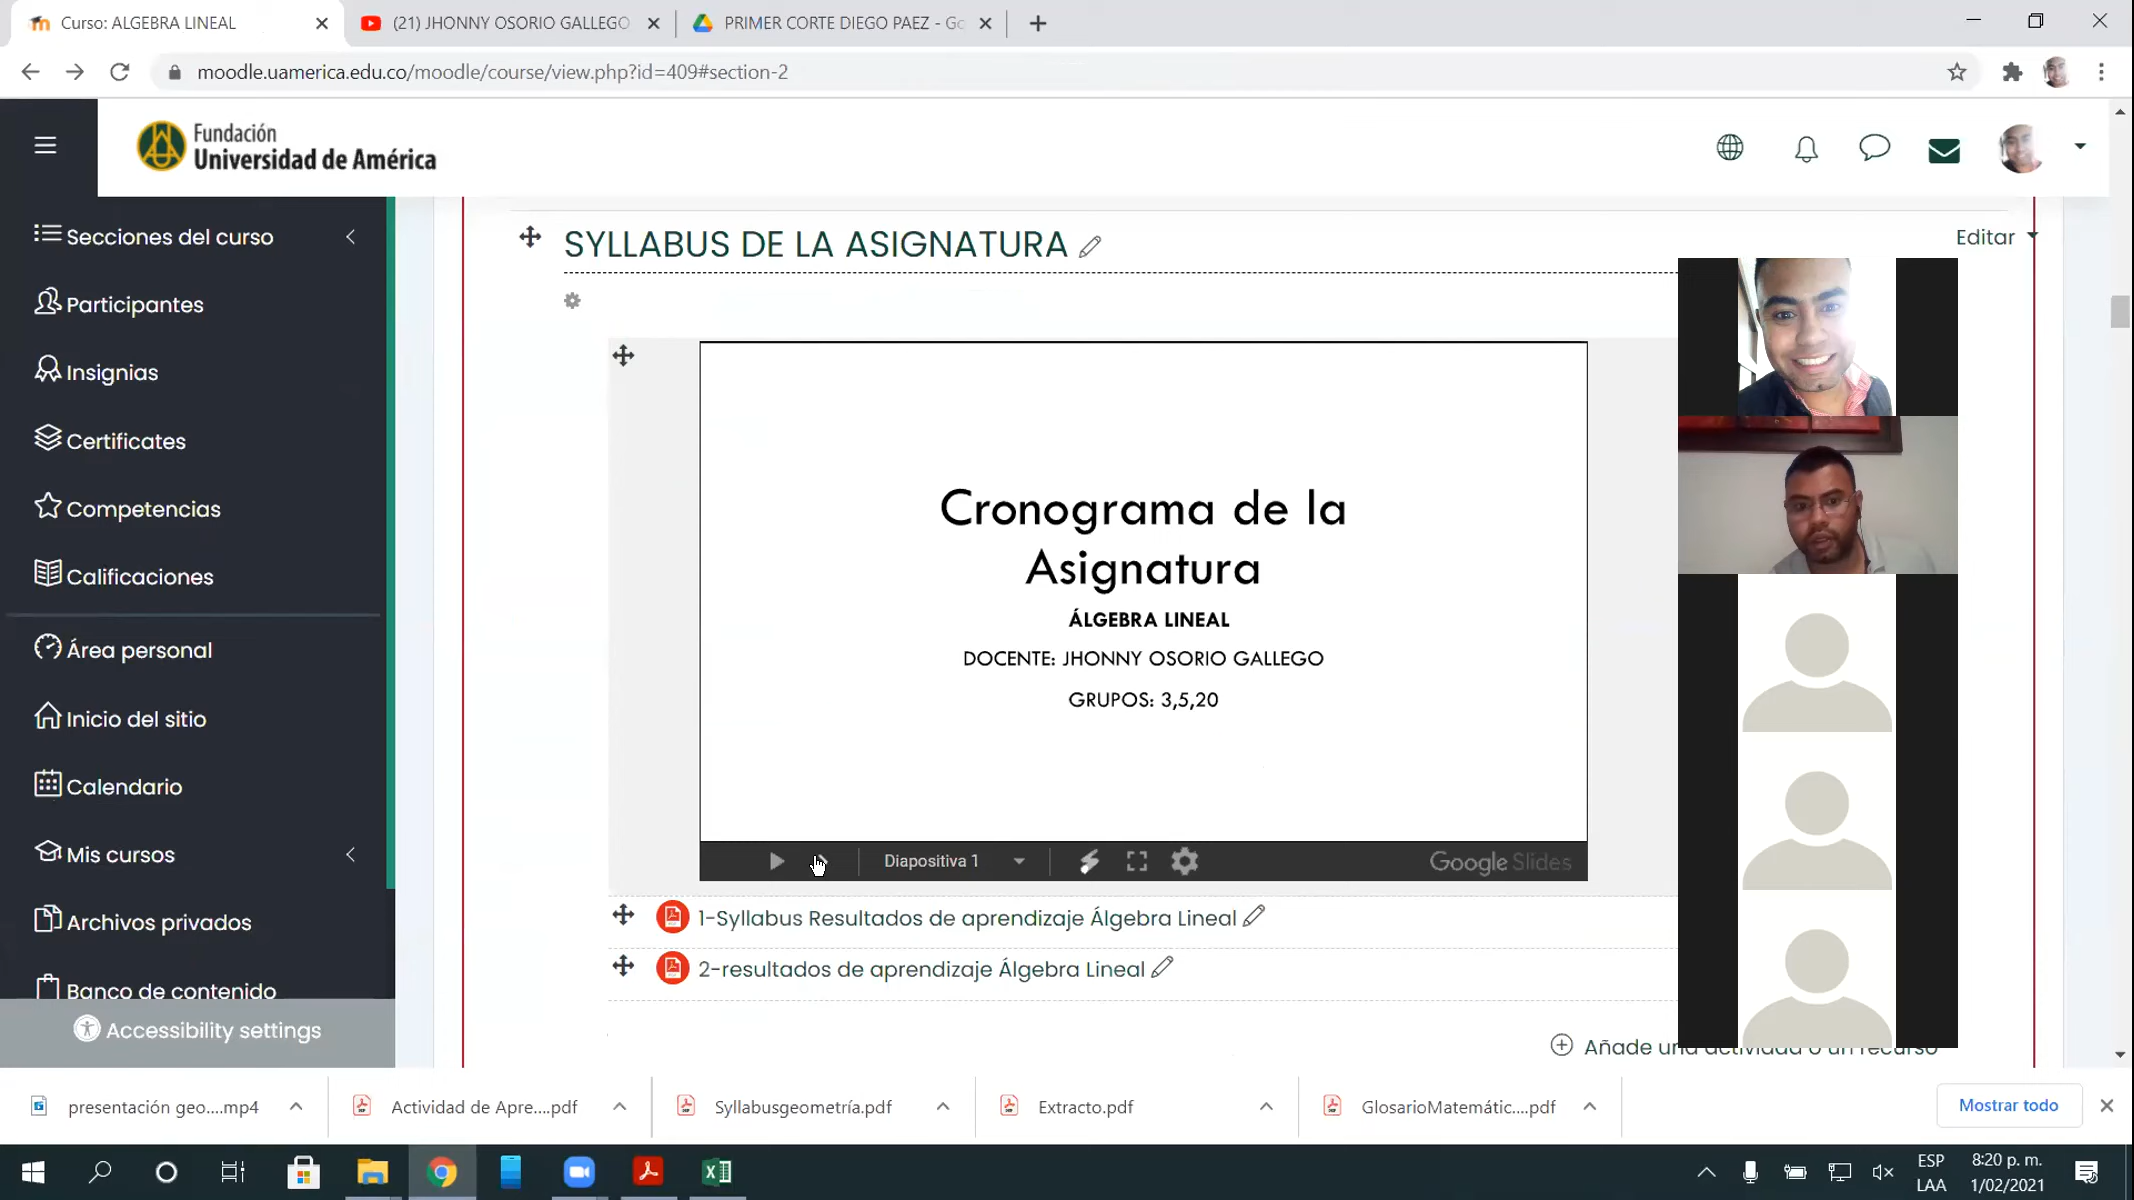 Curso: ALGEBRA LINEAL
(21) JHONNY OSORIO GALLEGO
PRIMER CORTE DIEGO PAEZ - Go
moodle.uamerica.edu.co/moodle/course/view.php?id=409#section-2
Fundación
Universidad de América
Secciones del curso
Participantes
Insignias
Certificates
Competencias
Calificaciones
Área personal
Inicio del sitio
Calendario
Mis cursos
Archivos privados
Banco de contenido
Accessibility settings
SYLLABUS DE LA ASIGNATURA
Editar
Cronograma de la
Asignatura
ÁLGEBRA LINEAL
DOCENTE: JHONNY OSORIO GALLEGO
GRUPOS: 3,5,20
Diapositiva 1
Google Slides
1-Syllabus Resultados de aprendizaje Álgebra Lineal
2-resultados de aprendizaje Álgebra Lineal
Añade una actividad o un recurso
presentación geo....mp4
Actividad de Apre....pdf
Syllabusgeometría.pdf
Extracto.pdf
GlosarioMatemátic....pdf
Mostrar todo
ESP
LAA
8:20 p. m.
1/02/2021